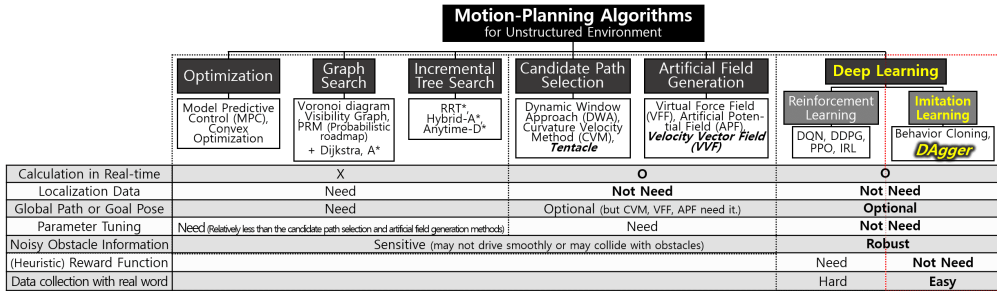 Motion-Planning Algorithms
for Unstructured Environment
Optimization
Model Predictive
Control (MPC),
Convex
Optimization
Graph
Search
Voronoi diagram
Visibility Graph,
PRM (Probabilistic
roadmap)
+ Dijkstra, A*
Incremental
Tree Search
RRT*,
Hybrid-A*,
Anytime-D*
Candidate Path
Selection
Dynamic Window
Approach (DWA),
Curvature Velocity
Method (CVM),
Tentacle
Artificial Field
Generation
Virtual Force Field
(VFF), Artificial Poten-
tial Field (APF),
Velocity Vector Field
(VVF)
Deep Learning
Reinforcement
Learning
DQN, DDPG,
PPO, IRL
Imitation
Learning
Behavior Cloning,
DAgger
Calculation in Real-time X O O
Localization Data Need Not Need Not Need
Global Path or Goal Pose Need Optional (but CVM, VFF, APF need it.) Optional
Parameter Tuning Need (Relatively less than the candidate path selection and artificial field generation methods) Need Not Need
Noisy Obstacle Information Sensitive (may not drive smoothly or may collide with obstacles) Robust
(Heuristic) Reward Function Need Not Need
Data collection with real word Hard Easy